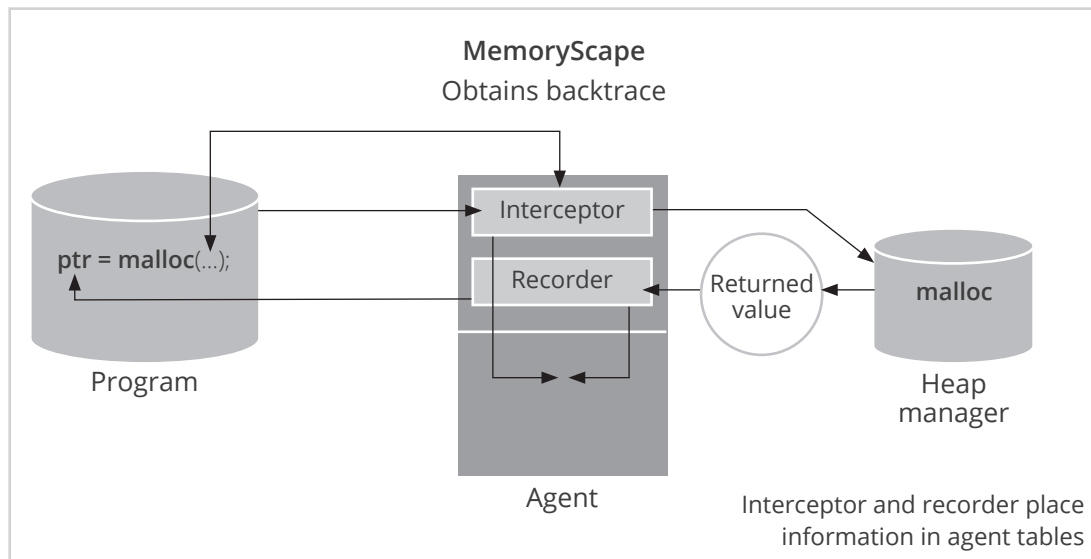 MemoryScape
Obtains backtrace
Interceptor
ptr = malloc(...);
Recorder
Returned
value
malloc
Program
Heap
manager
Agent
Interceptor and recorder place
information in agent tables